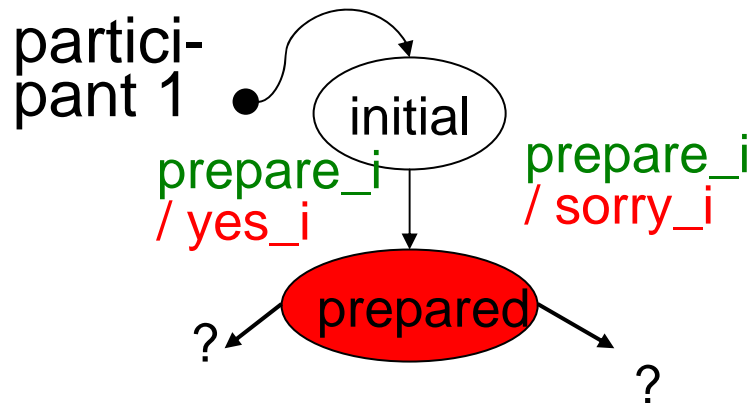 partici-
pant 1
initial
prepare_i
/ yes_i
prepare_i
/ sorry_i
prepared
?
?